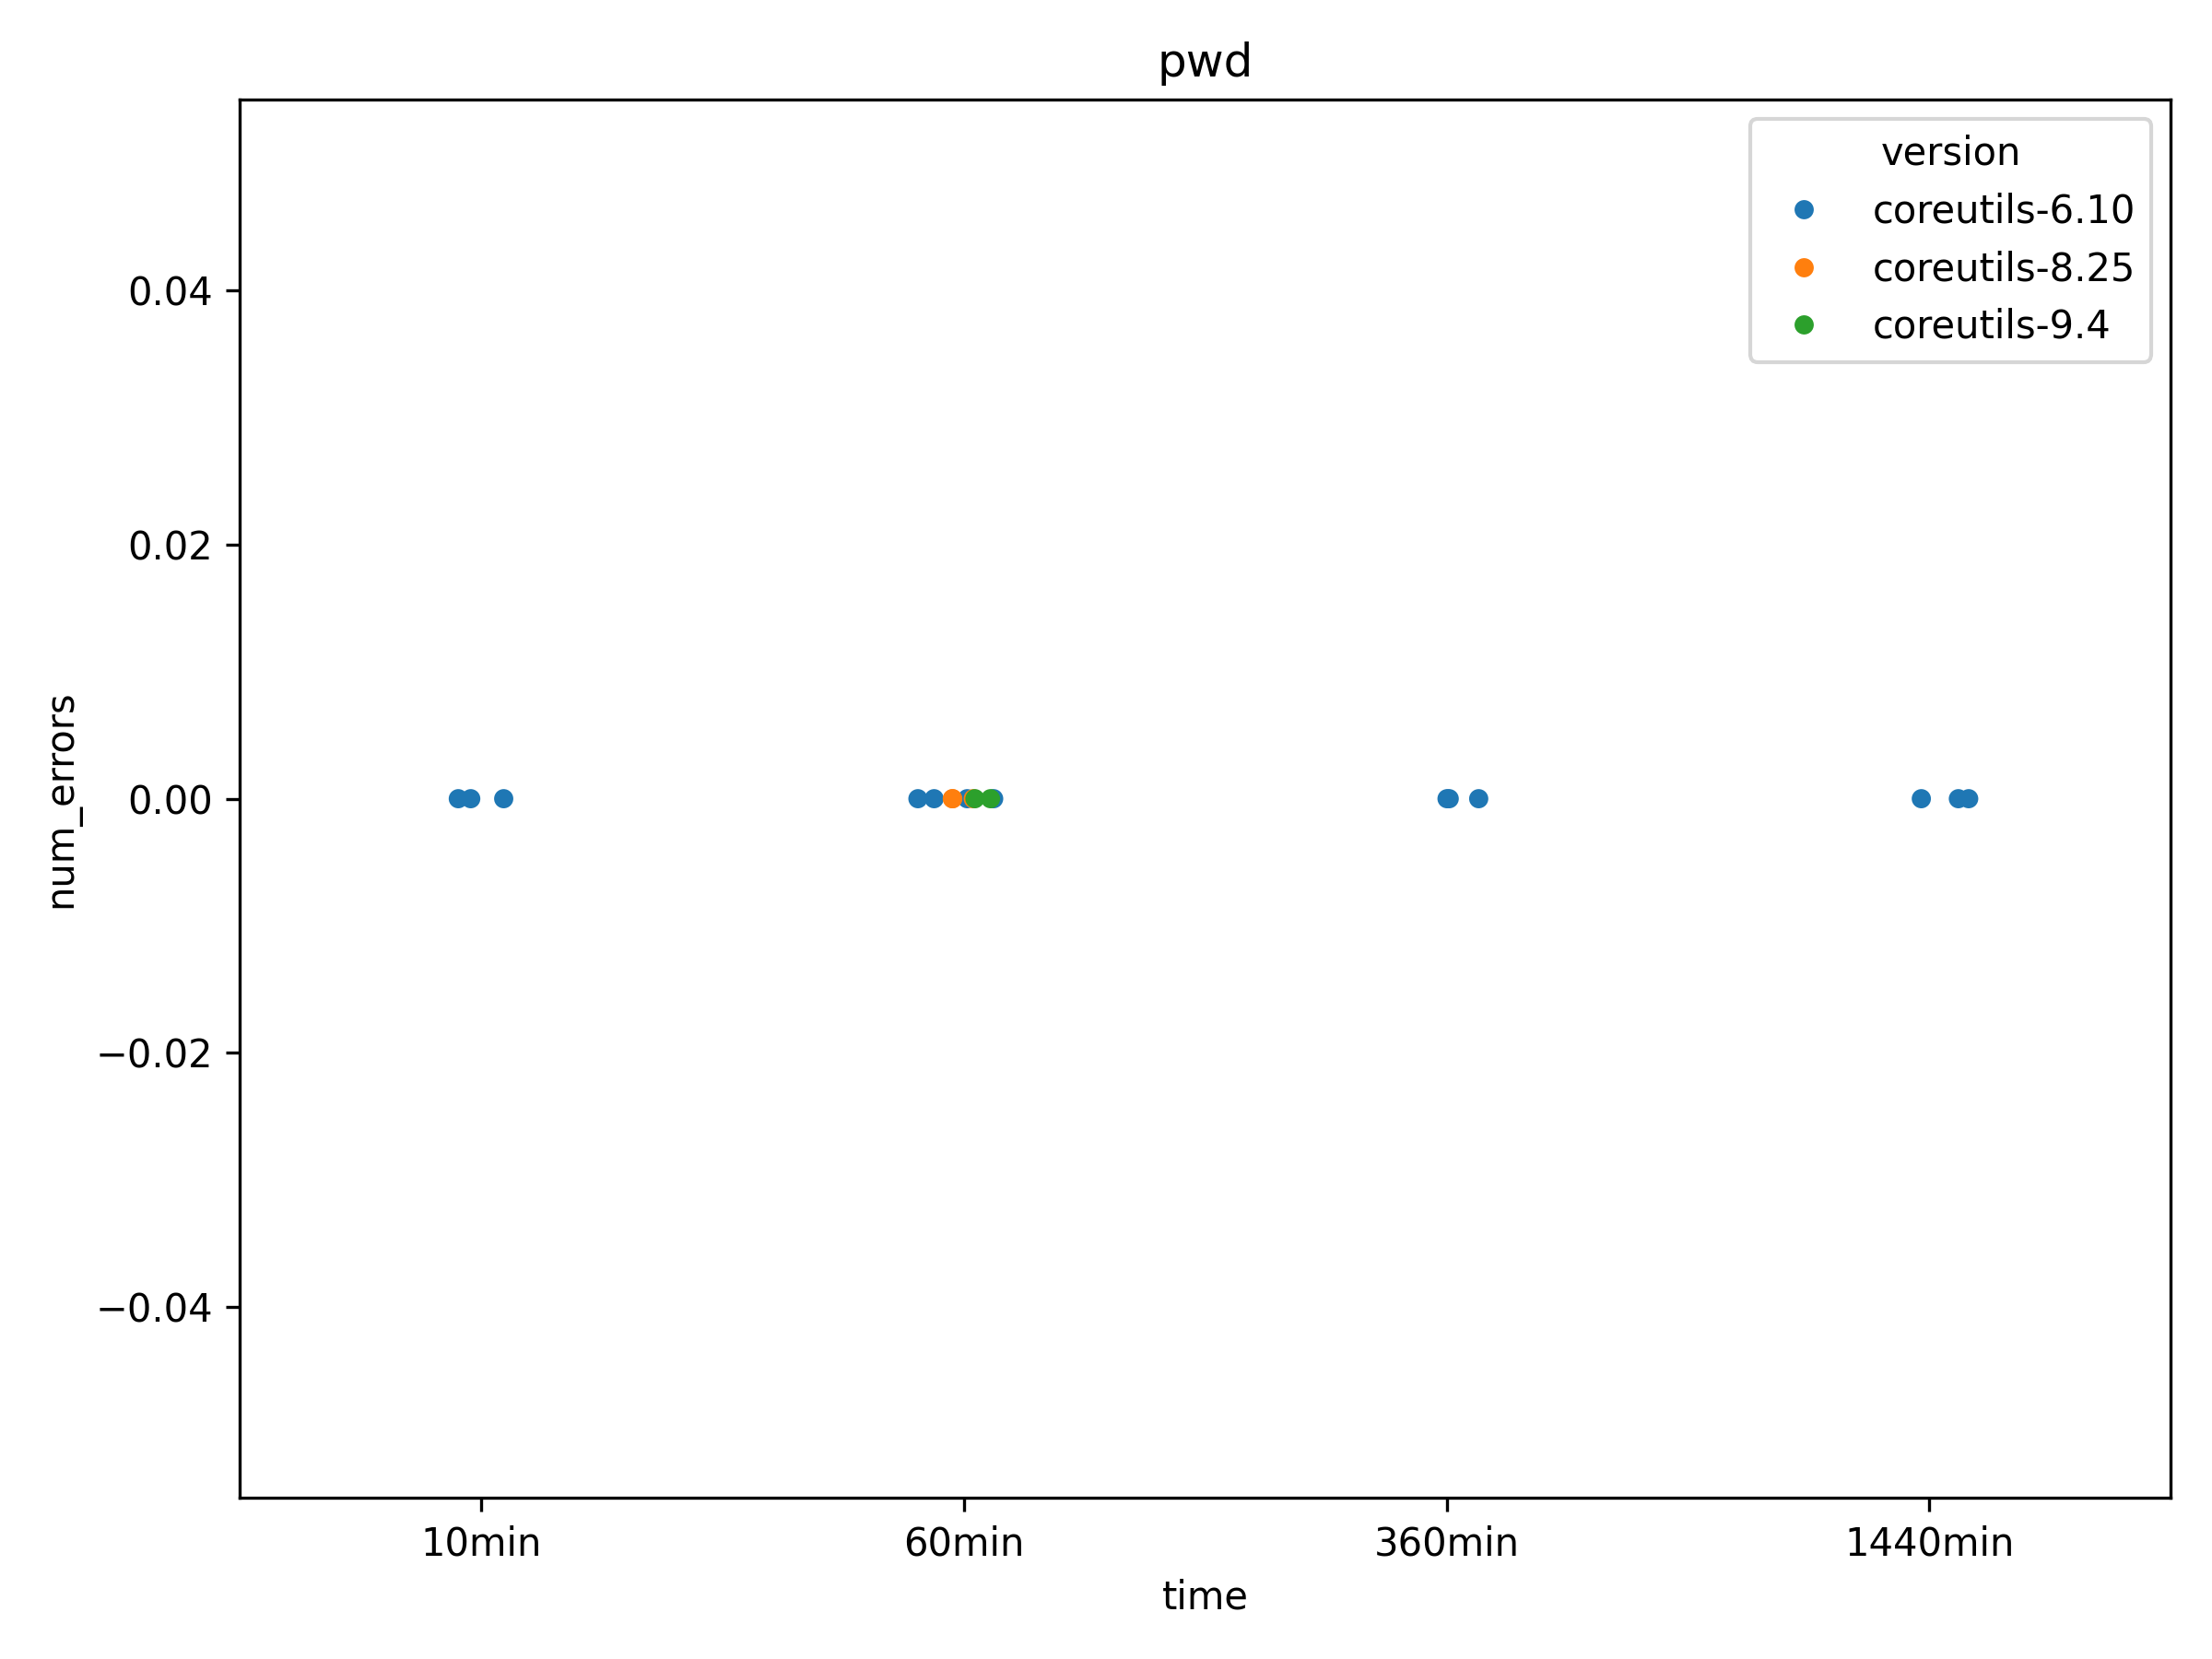 pwd
version
coreutils-6.10
coreutils-8.25
coreutils-9.4
0.04
0.02
0.00
−0.02
−0.04
num_errors
10min 60min 360min 1440min
time